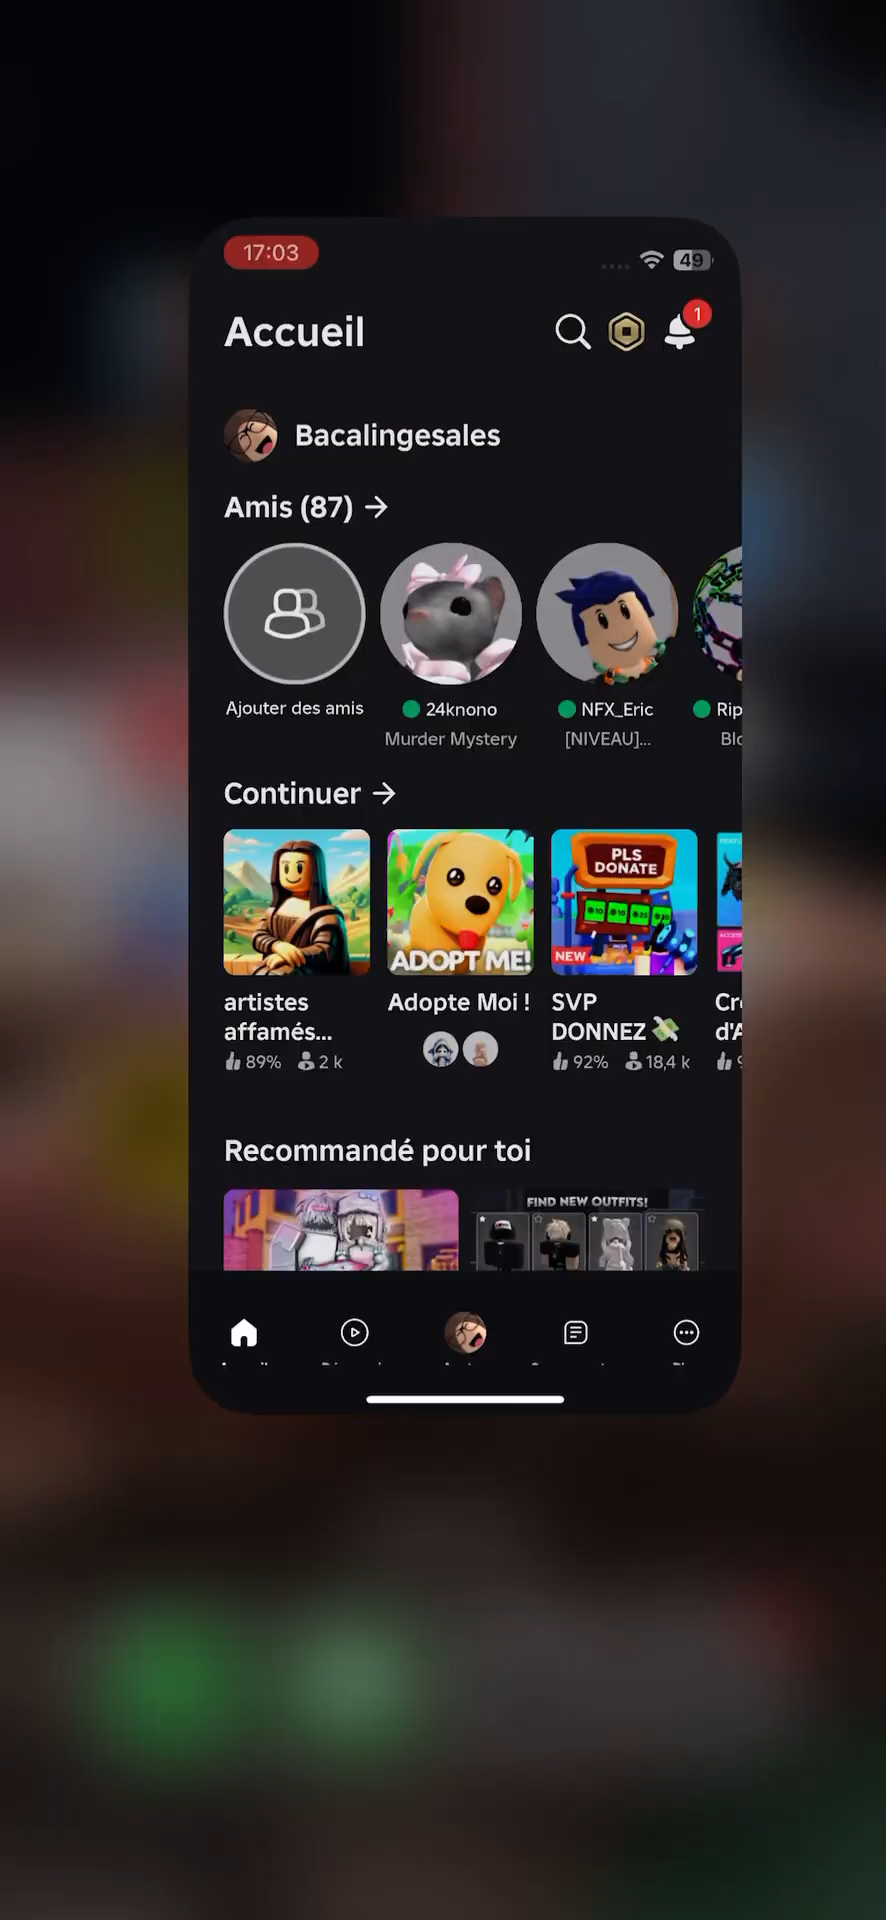 17:03
49
Accueil
1
Bacalingesales
Amis (87) →
Ajouter des amis
24knono
NFX_Eric
Rip
Murder Mystery
[NIVEAU]...
Continuer →
PLS
DONATE
ADOPT ME!
NEW
artistes
affamés...
Adopte Moi !
SVP
DONNEZ 💸
89%
2 k
92%
18,4 k
Recommandé pour toi
FIND NEW OUTFITS!